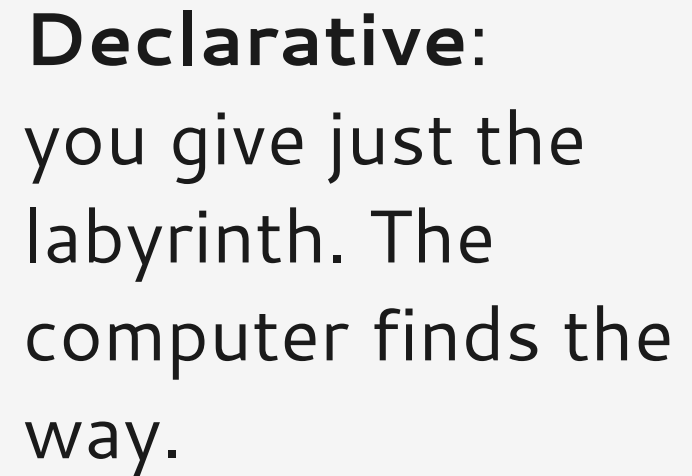 Declarative:
you give just the
labyrinth. The
computer finds the
way.